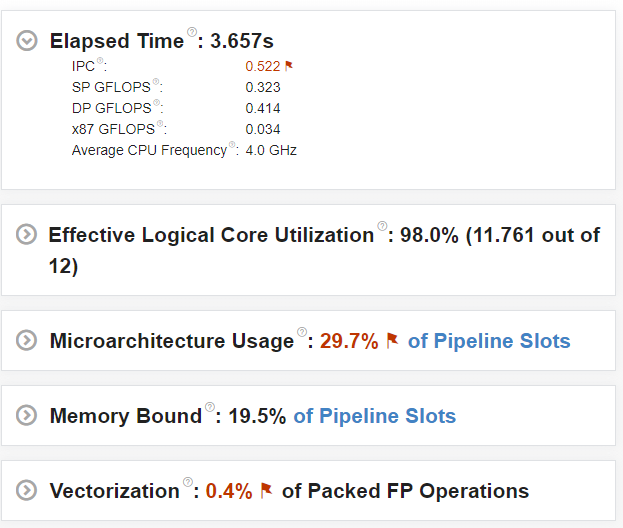 Elapsed Time: 3.657s
IPC: 0.522
SP GFLOPS: 0.323
DP GFLOPS: 0.414
x87 GFLOPS: 0.034
Average CPU Frequency: 4.0 GHz
Effective Logical Core Utilization: 98.0% (11.761 out of
12)
Microarchitecture Usage: 29.7% of Pipeline Slots
Memory Bound: 19.5% of Pipeline Slots
Vectorization: 0.4% of Packed FP Operations